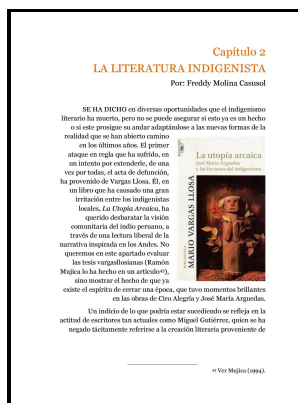 Capítulo 2
LA LITERATURA INDIGENISTA
Por: Freddy Molina Casusol
SE HA DICHO en diversas oportunidades que el indigenismo
literario ha muerto, pero no se puede asegurar si esto ya es un hecho
o si este prosigue su andar adaptándose a las nuevas formas de la
realidad que se han abierto camino
en los últimos años. El primer
ataque en regla que ha sufrido, en
un intento por extenderle, de una
vez por todas, el acta de defunción,
ha provenido de Vargas Llosa. Él, en
un libro que ha causado una gran
irritación entre los indigenistas
locales, La Utopía Arcaica, ha
querido desbaratar la visión
comunitaria del indio peruano, a
través de una lectura liberal de la
narrativa inspirada en los Andes. No
queremos en este apartado evaluar
las tesis vargasllosianas (Ramón
Mujica lo ha hecho en un artículo⁴²),
sino mostrar el hecho de que ya
existe el espíritu de cerrar una época, que tuvo momentos brillantes
en las obras de Ciro Alegría y José María Arguedas.
La utopía arcaica
José María Arguedas
y las ficciones del indigenismo
MARIO VARGAS LLOSA
Un indicio de lo que podría estar sucediendo se refleja en la
actitud de escritores tan actuales como Miguel Gutiérrez, quien se ha
negado tácitamente referirse a la creación literaria proveniente de
⁴² Ver Mujica (1994).